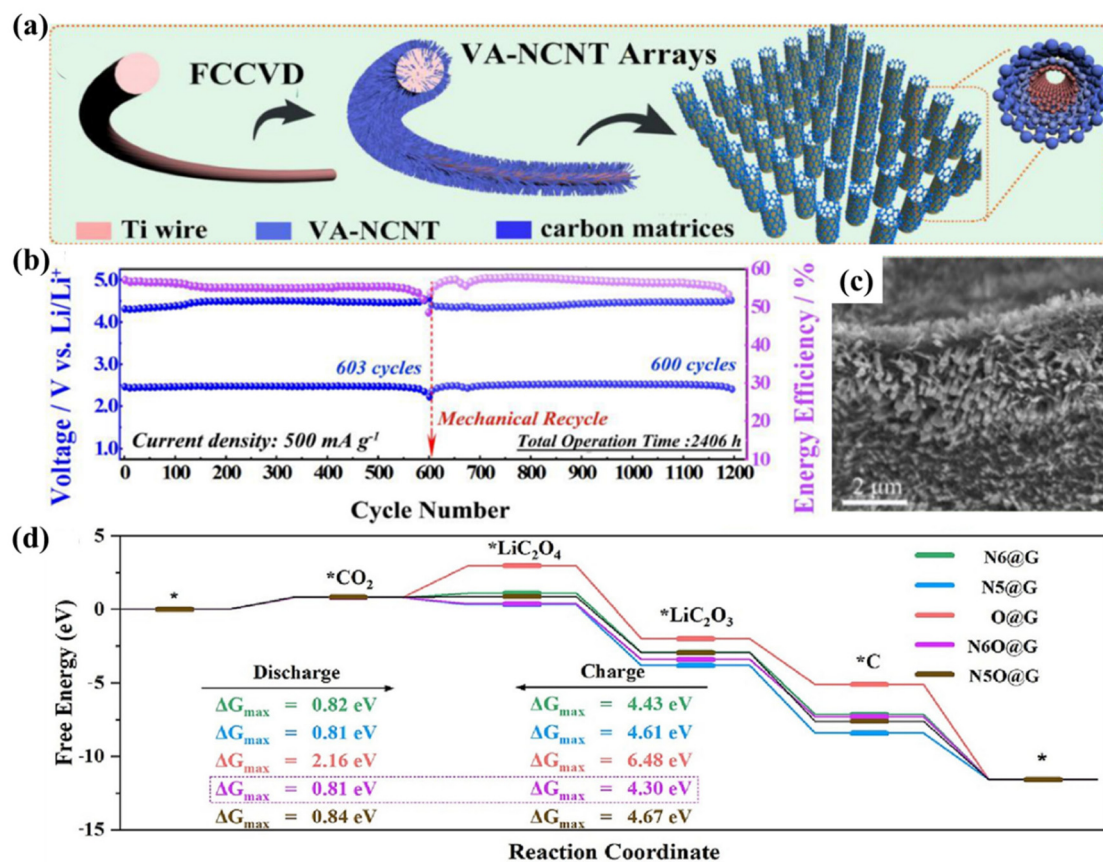 (a)
FCCVD
VA-NCNT Arrays
Ti wire
VA-NCNT
carbon matrices
(b)
Voltage / V vs. Li/Li⁺
5.0
4.0
3.0
2.0
1.0
603 cycles
600 cycles
Mechanical Recycle
Current density: 500 mA g⁻¹
Total Operation Time :2406 h
0 100 200 300 400 500 600 700 800 900 1000 1100 1200
Cycle Number
60
50
40
30
20
10
Energy Efficiency / %
(c)
2 μm
(d)
Free Energy (eV)
5
0
-5
-10
-15
*
*CO₂
*LiC₂O₄
*LiC₂O₃
*C
*
N6@G
N5@G
O@G
N6O@G
N5O@G
Discharge
ΔGmax = 0.82 eV
ΔGmax = 0.81 eV
ΔGmax = 2.16 eV
ΔGmax = 0.81 eV
ΔGmax = 0.84 eV
Charge
ΔGmax = 4.43 eV
ΔGmax = 4.61 eV
ΔGmax = 6.48 eV
ΔGmax = 4.30 eV
ΔGmax = 4.67 eV
Reaction Coordinate